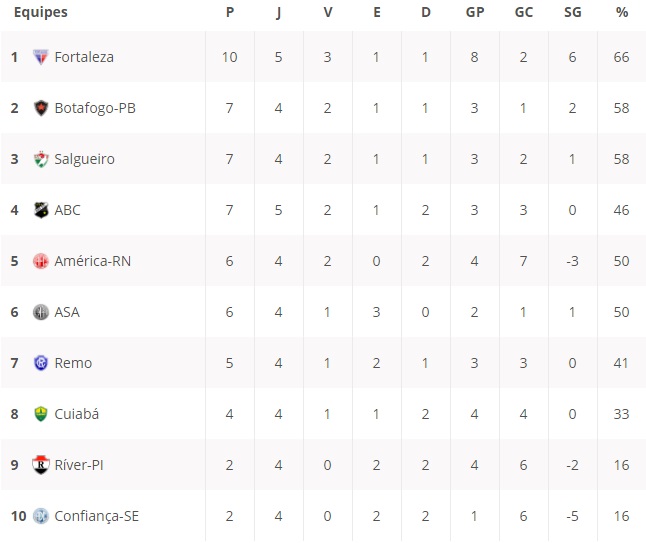 Equipes P J V E D GP GC SG %
1 Fortaleza 10 5 3 1 1 8 2 6 66
2 Botafogo-PB 7 4 2 1 1 3 1 2 58
3 Salgueiro 7 4 2 1 1 3 2 1 58
4 ABC 7 5 2 1 2 3 3 0 46
5 América-RN 6 4 2 0 2 4 7 -3 50
6 ASA 6 4 1 3 0 2 1 1 50
7 Remo 5 4 1 2 1 3 3 0 41
8 Cuiabá 4 4 1 1 2 4 4 0 33
9 Ríver-PI 2 4 0 2 2 4 6 -2 16
10 Confiança-SE 2 4 0 2 2 1 6 -5 16